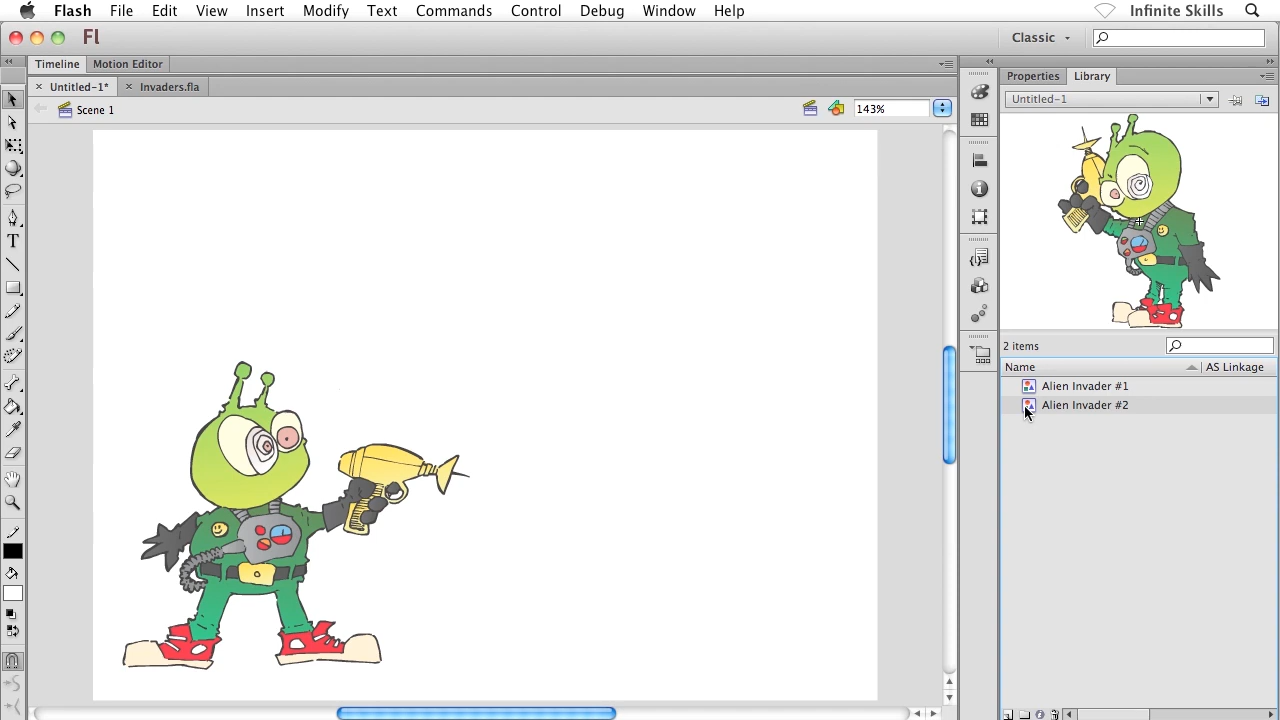 Flash File Edit View Insert Modify Text Commands Control Debug Window Help Infinite Skills
Fl Classic
Timeline Motion Editor
Untitled-1* Invaders.fla
Scene 1 143%
T
Properties Library
Untitled-1
2 items
Name AS Linkage
Alien Invader #1
Alien Invader #2